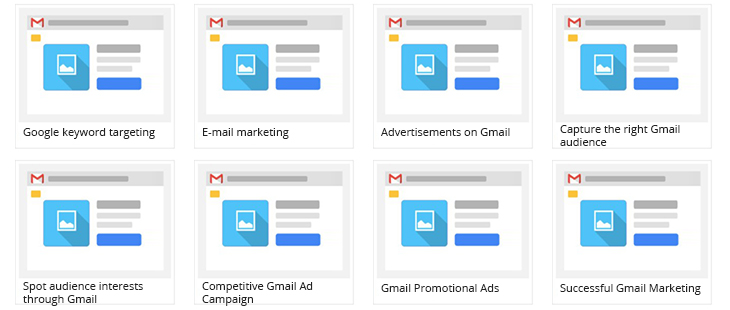 Google keyword targeting
E-mail marketing
Advertisements on Gmail
Capture the right Gmail
audience
Spot audience interests
through Gmail
Competitive Gmail Ad
Campaign
Gmail Promotional Ads
Successful Gmail Marketing